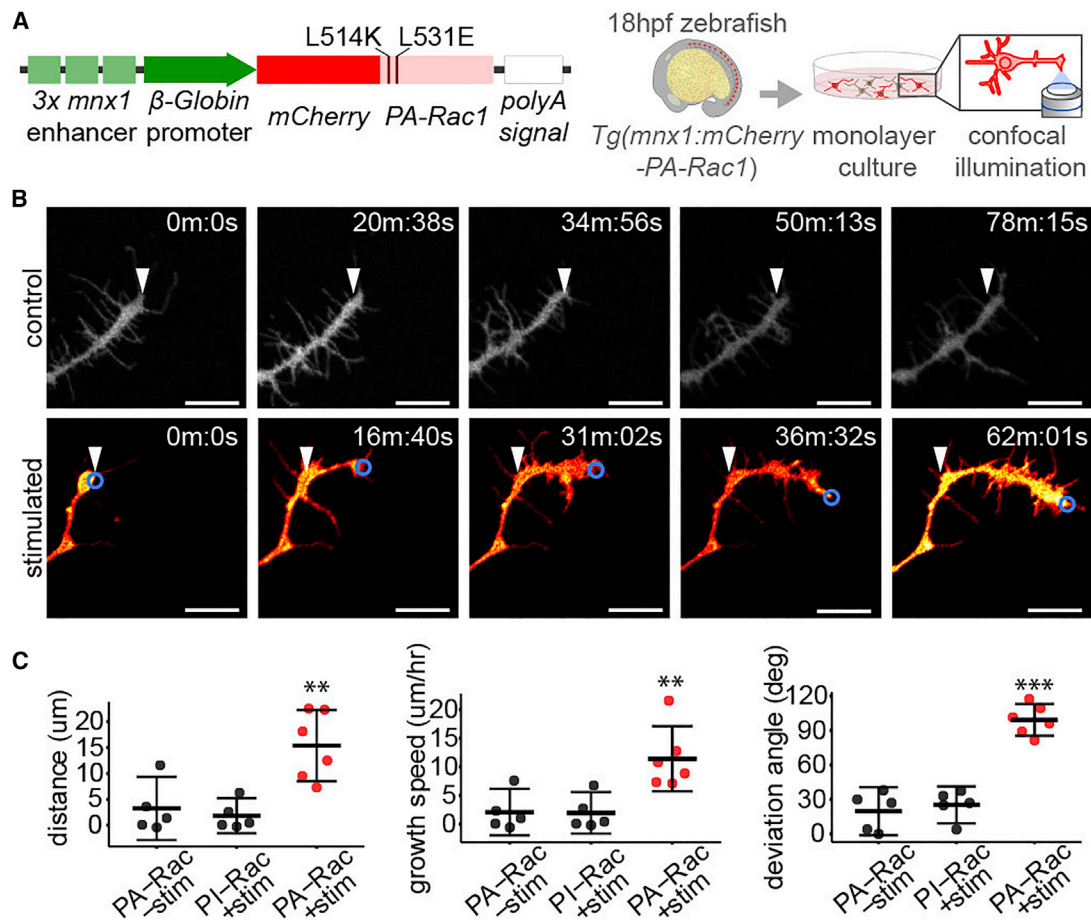 A
L514K L531E
3x mnx1
enhancer
β-Globin
promoter
mCherry
PA-Rac1
polyA
signal
18hpf zebrafish
Tg(mnx1:mCherry
-PA-Rac1)
monolayer
culture
confocal
illumination
B
control
0m:0s
20m:38s
34m:56s
50m:13s
78m:15s
stimulated
0m:0s
16m:40s
31m:02s
36m:32s
62m:01s
C
distance (um)
20
15
10
5
0
**
PA–Rac
–stim
PI–Rac
+stim
PA–Rac
+stim
growth speed (um/hr)
20
15
10
5
0
**
PA–Rac
–stim
PI–Rac
+stim
PA–Rac
+stim
deviation angle (deg)
120
90
60
30
0
***
PA–Rac
–stim
PI–Rac
+stim
PA–Rac
+stim